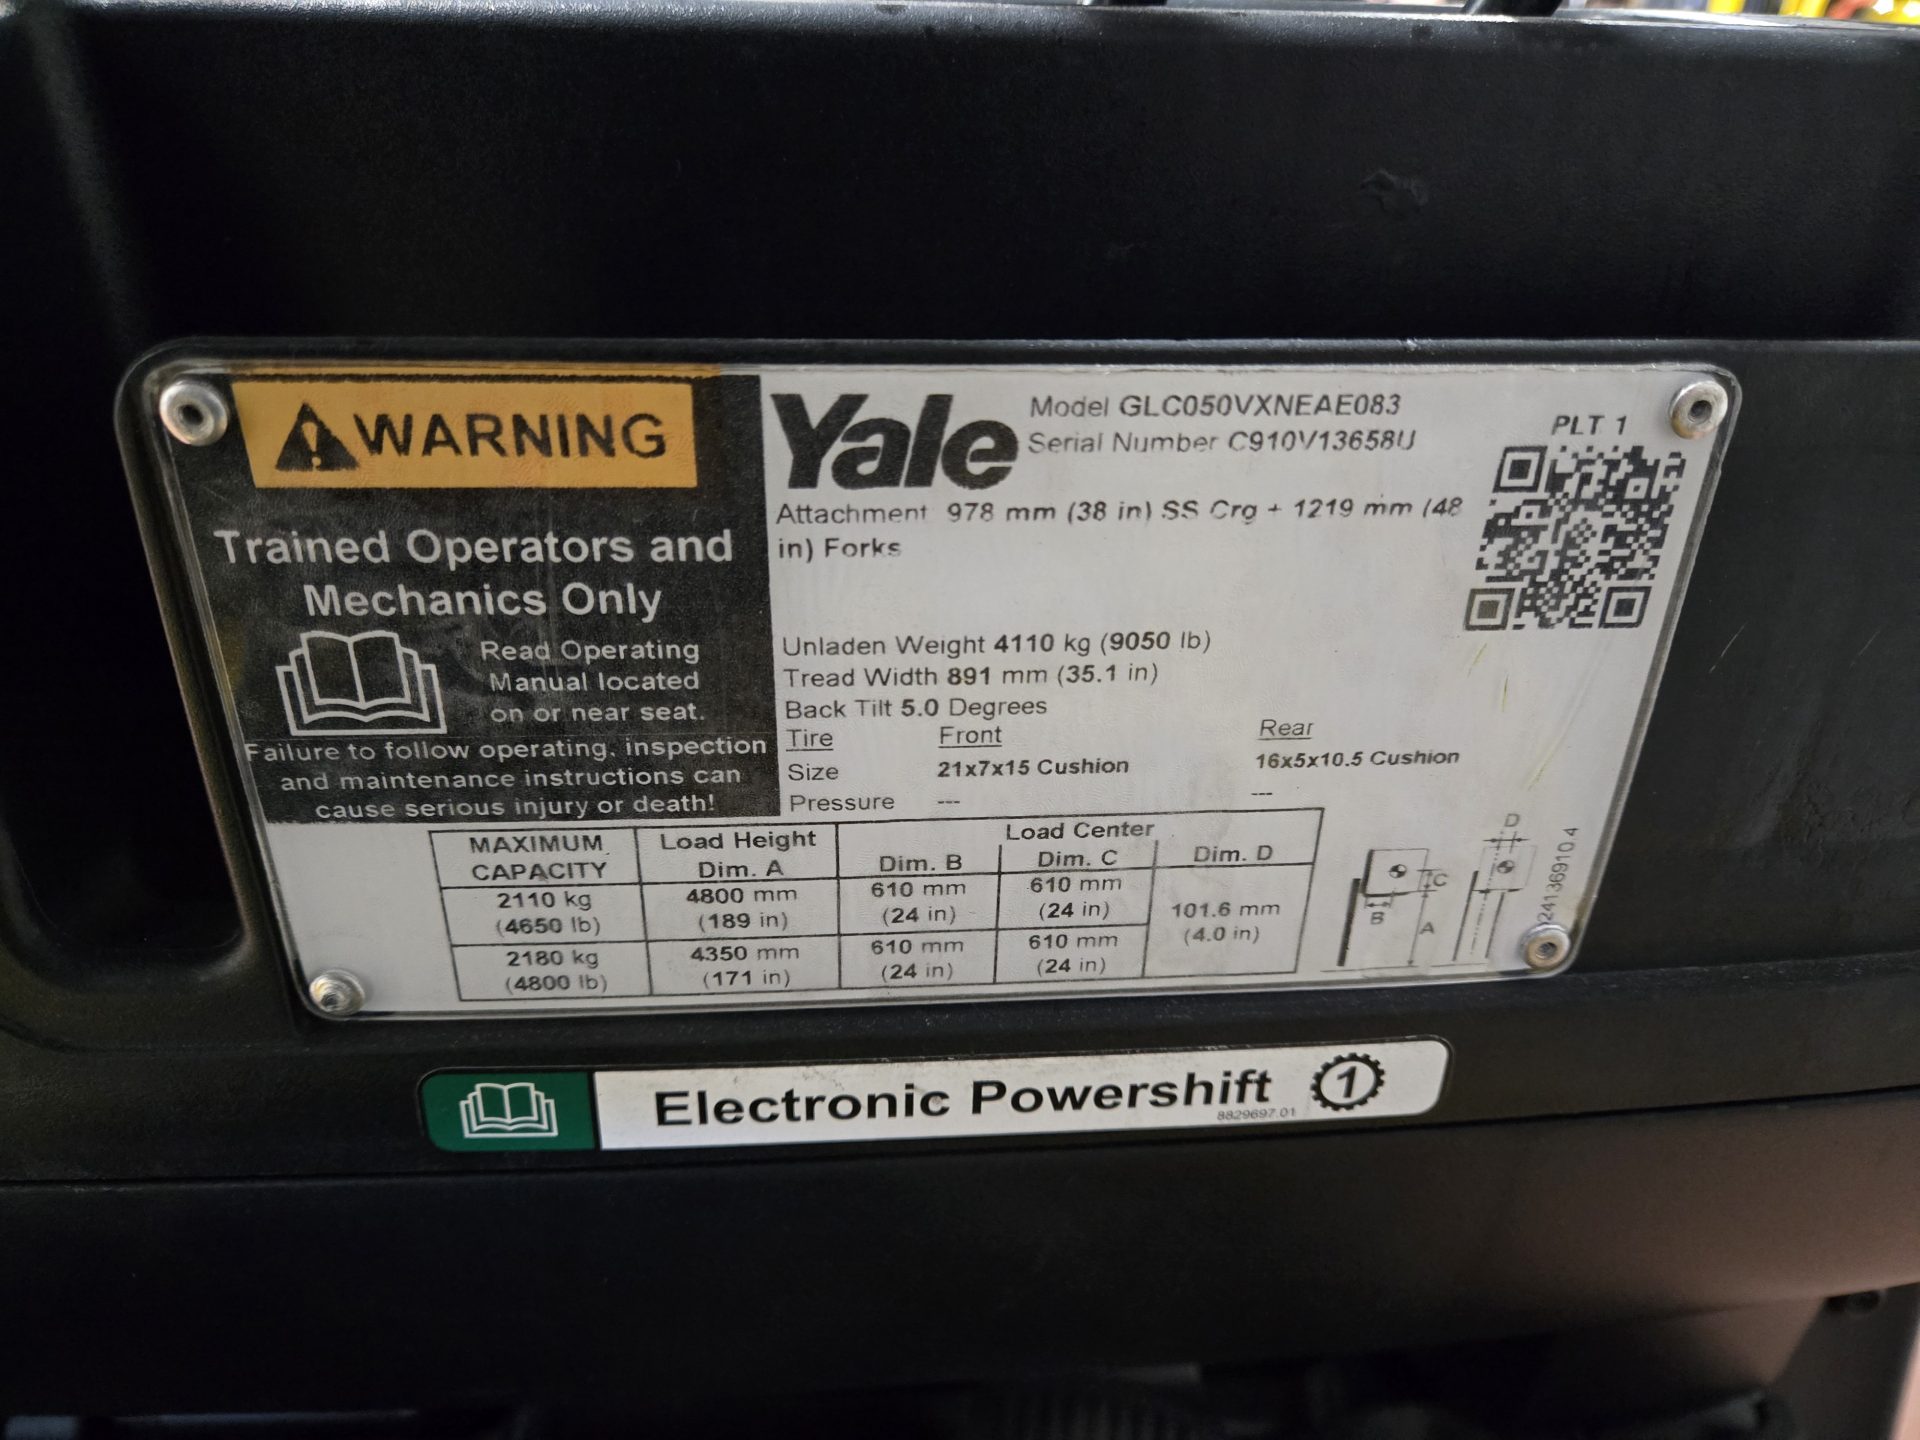 WARNING
Trained Operators and
Mechanics Only
Read Operating
Manual located
on or near seat.
Failure to follow operating, inspection
and maintenance instructions can
cause serious injury or death!
Yale
Model GLC050VXNEAE083
Serial Number C910V13658U
PLT 1
Attachment 978 mm (38 in) SS Crg + 1219 mm (48
in) Forks
Unladen Weight 4110 kg (9050 lb)
Tread Width 891 mm (35.1 in)
Back Tilt 5.0 Degrees
Tire Front Rear
Size 21x7x15 Cushion 16x5x10.5 Cushion
Pressure --- ---
MAXIMUM Load Height Load Center
CAPACITY Dim. A Dim. B Dim. C Dim. D
2110 kg 4800 mm 610 mm 610 mm
(4650 lb) (189 in) (24 in) (24 in)
101.6 mm
(4.0 in)
2180 kg 4350 mm 610 mm 610 mm
(4800 lb) (171 in) (24 in) (24 in)
D
C
B
A
Electronic Powershift 1
8829697.01